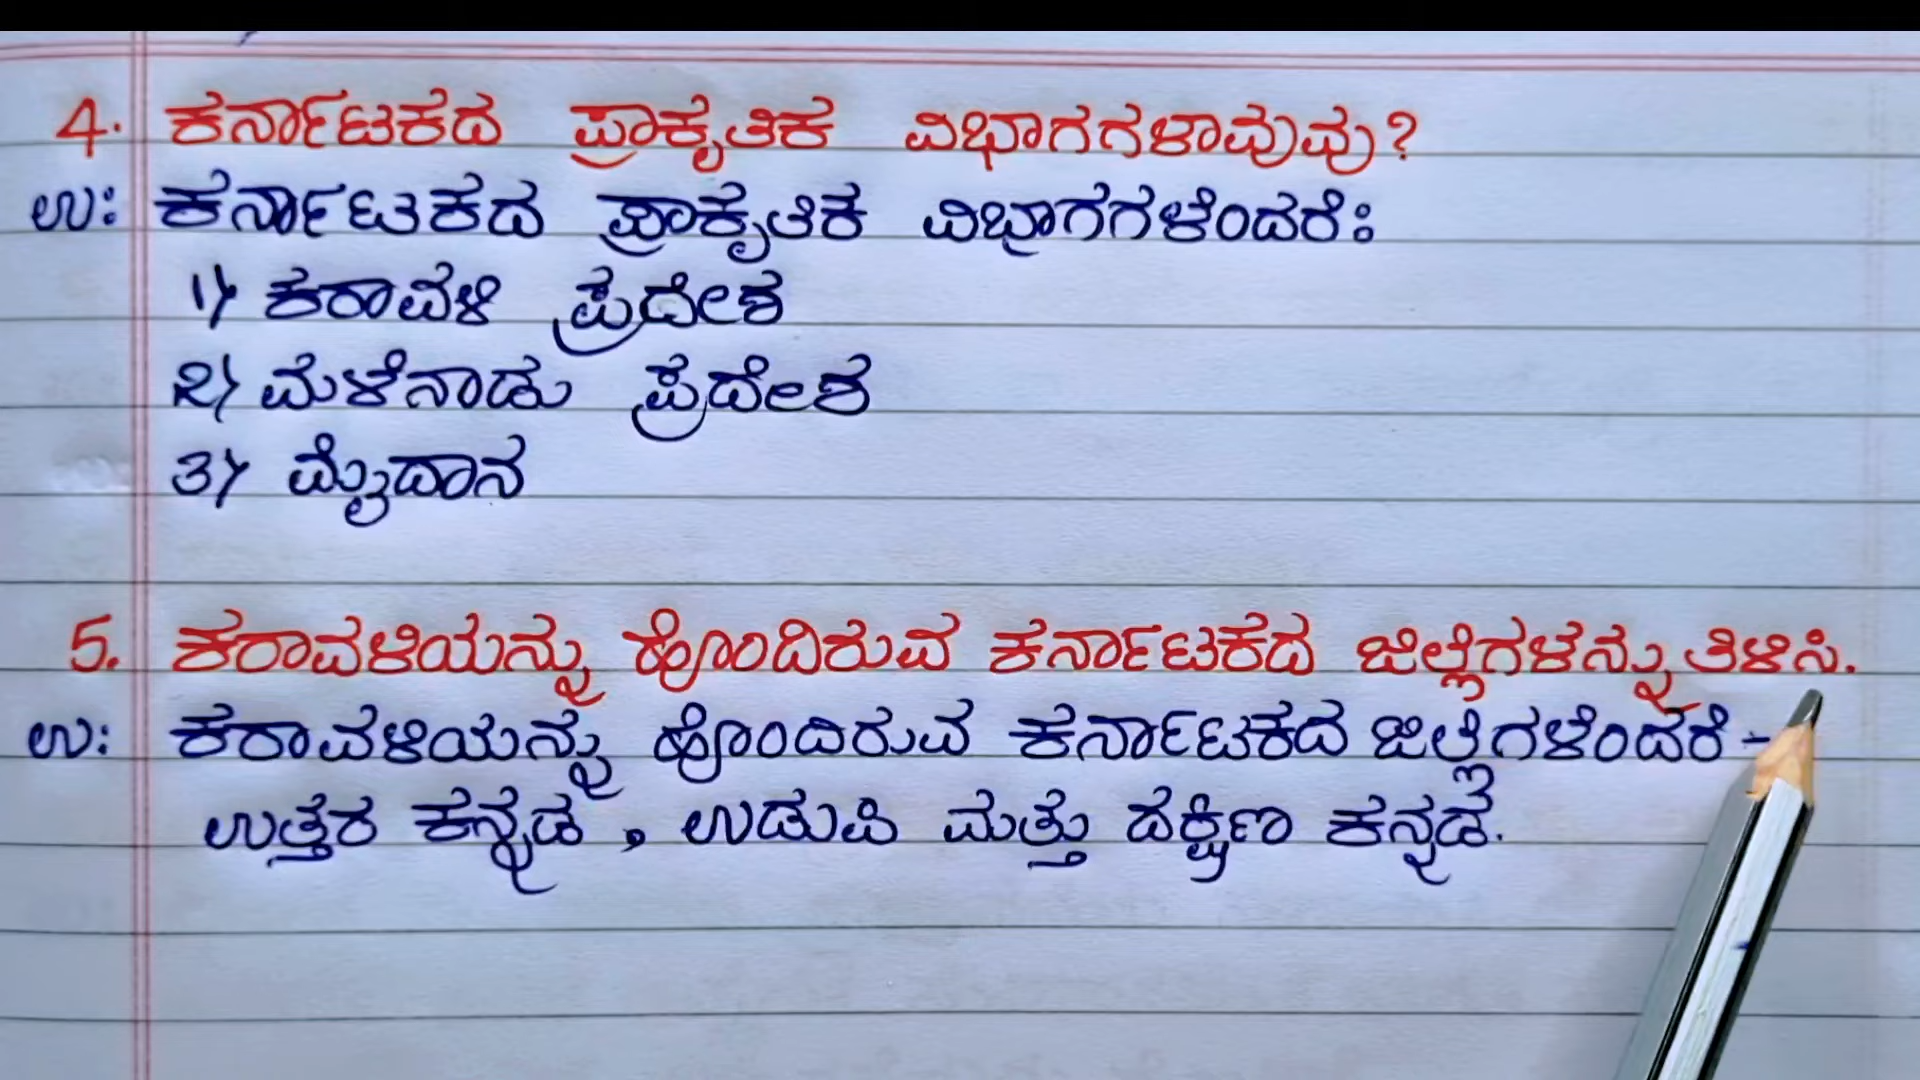 4. ಕರ್ನಾಟಕದ ಪ್ರಾಕೃತಿಕ ವಿಭಾಗಗಳಾವುವು?
ಉ: ಕರ್ನಾಟಕದ ಪ್ರಾಕೃತಿಕ ವಿಭಾಗಗಳೆಂದರೆ:
1) ಕರಾವಳಿ ಪ್ರದೇಶ
2) ಮಳೆನಾಡು ಪ್ರದೇಶ
3) ಮೈದಾನ
5. ಕರಾವಳಿಯನ್ನು ಹೊಂದಿರುವ ಕರ್ನಾಟಕದ ಜಿಲ್ಲೆಗಳನ್ನು ತಿಳಿಸಿ.
ಉ: ಕರಾವಳಿಯನ್ನು ಹೊಂದಿರುವ ಕರ್ನಾಟಕದ ಜಿಲ್ಲೆಗಳೆಂದರೆ -
ಉತ್ತರ ಕನ್ನಡ, ಉಡುಪಿ ಮತ್ತು ದಕ್ಷಿಣ ಕನ್ನಡ.